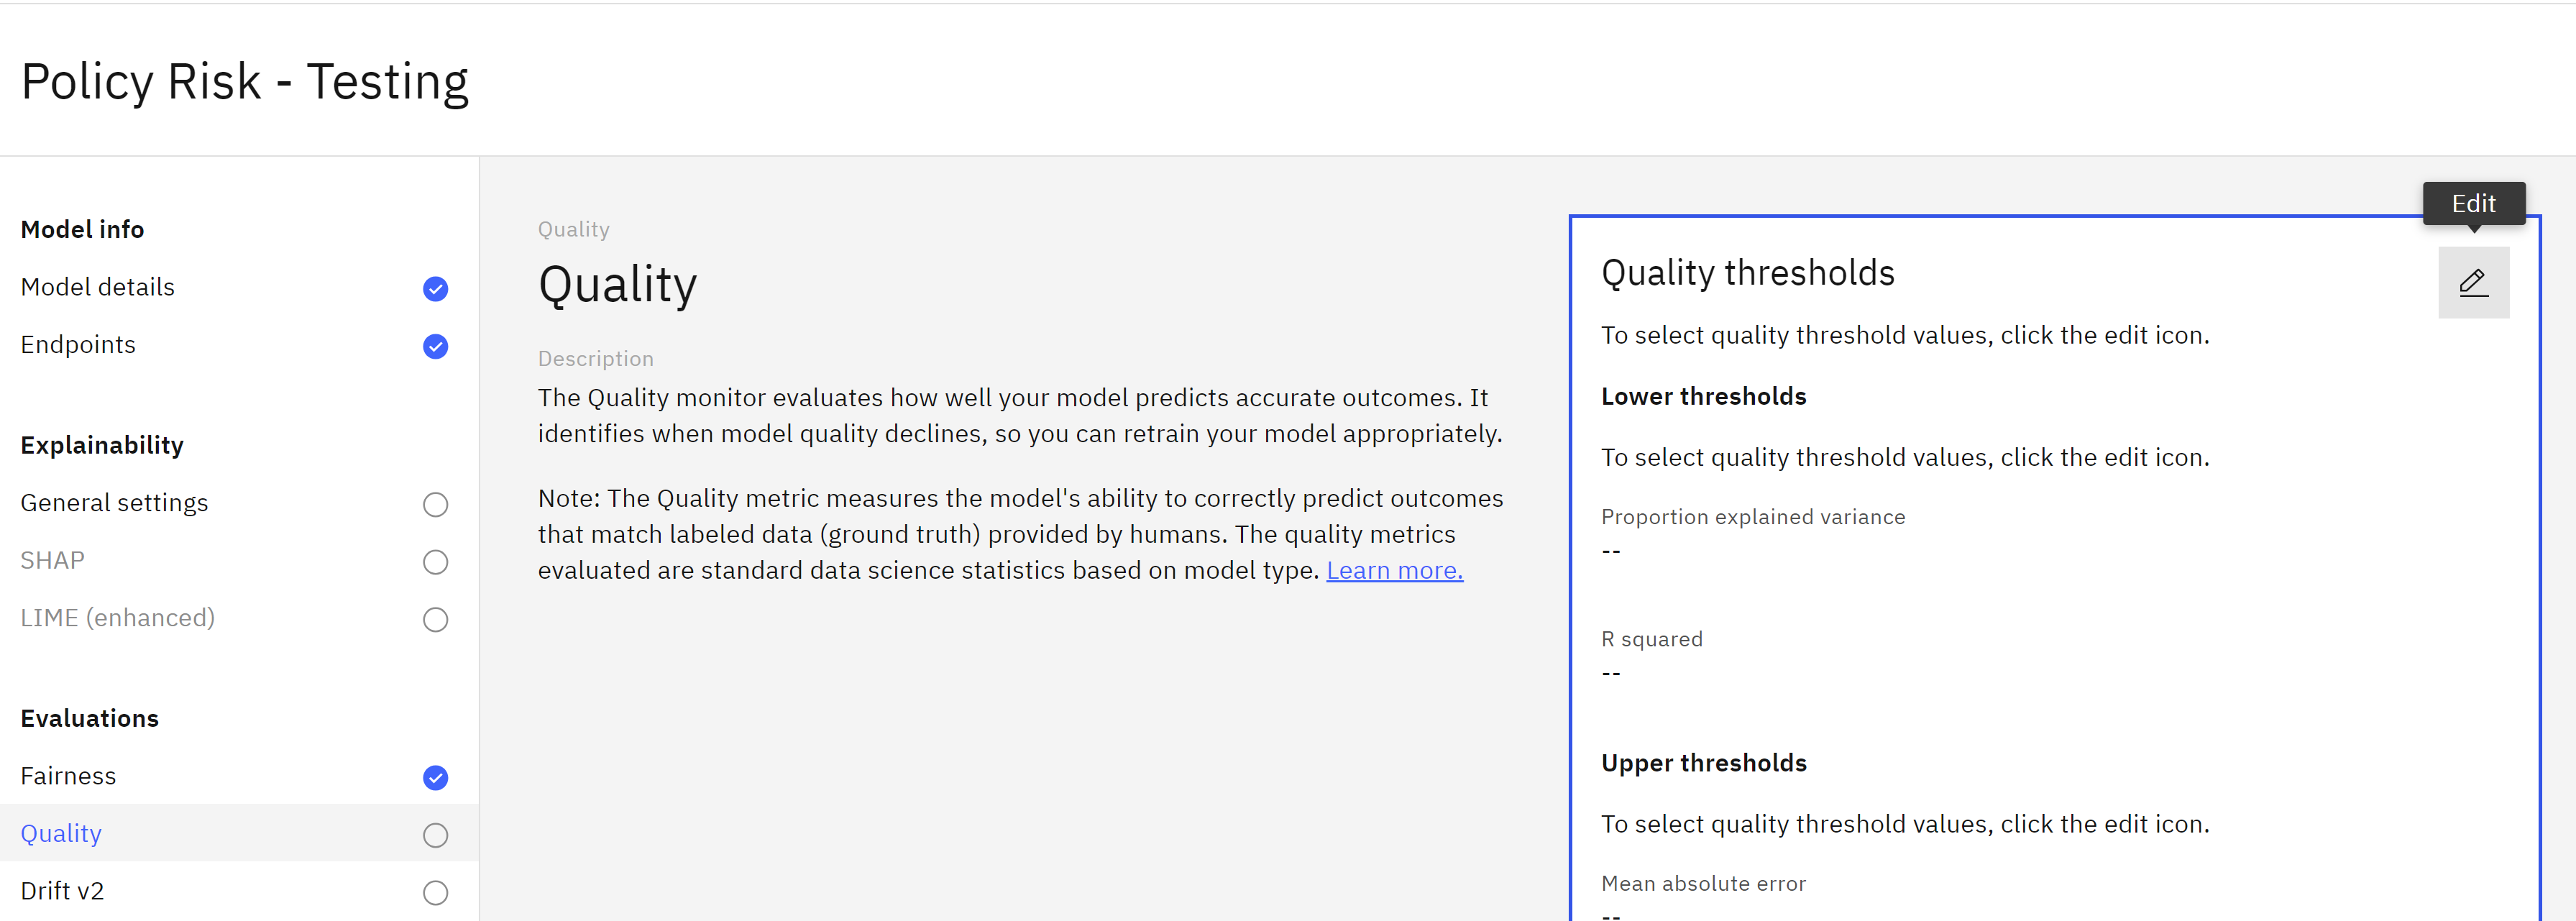 Policy Risk - Testing
Model info
Model details
Endpoints
Explainability
General settings
SHAP
LIME (enhanced)
Evaluations
Fairness
Quality
Drift v2
Quality
Quality
Description
The Quality monitor evaluates how well your model predicts accurate outcomes. It
identifies when model quality declines, so you can retrain your model appropriately.
Note: The Quality metric measures the model's ability to correctly predict outcomes
that match labeled data (ground truth) provided by humans. The quality metrics
evaluated are standard data science statistics based on model type. Learn more.
Edit
Quality thresholds
To select quality threshold values, click the edit icon.
Lower thresholds
To select quality threshold values, click the edit icon.
Proportion explained variance
--
R squared
--
Upper thresholds
To select quality threshold values, click the edit icon.
Mean absolute error
--